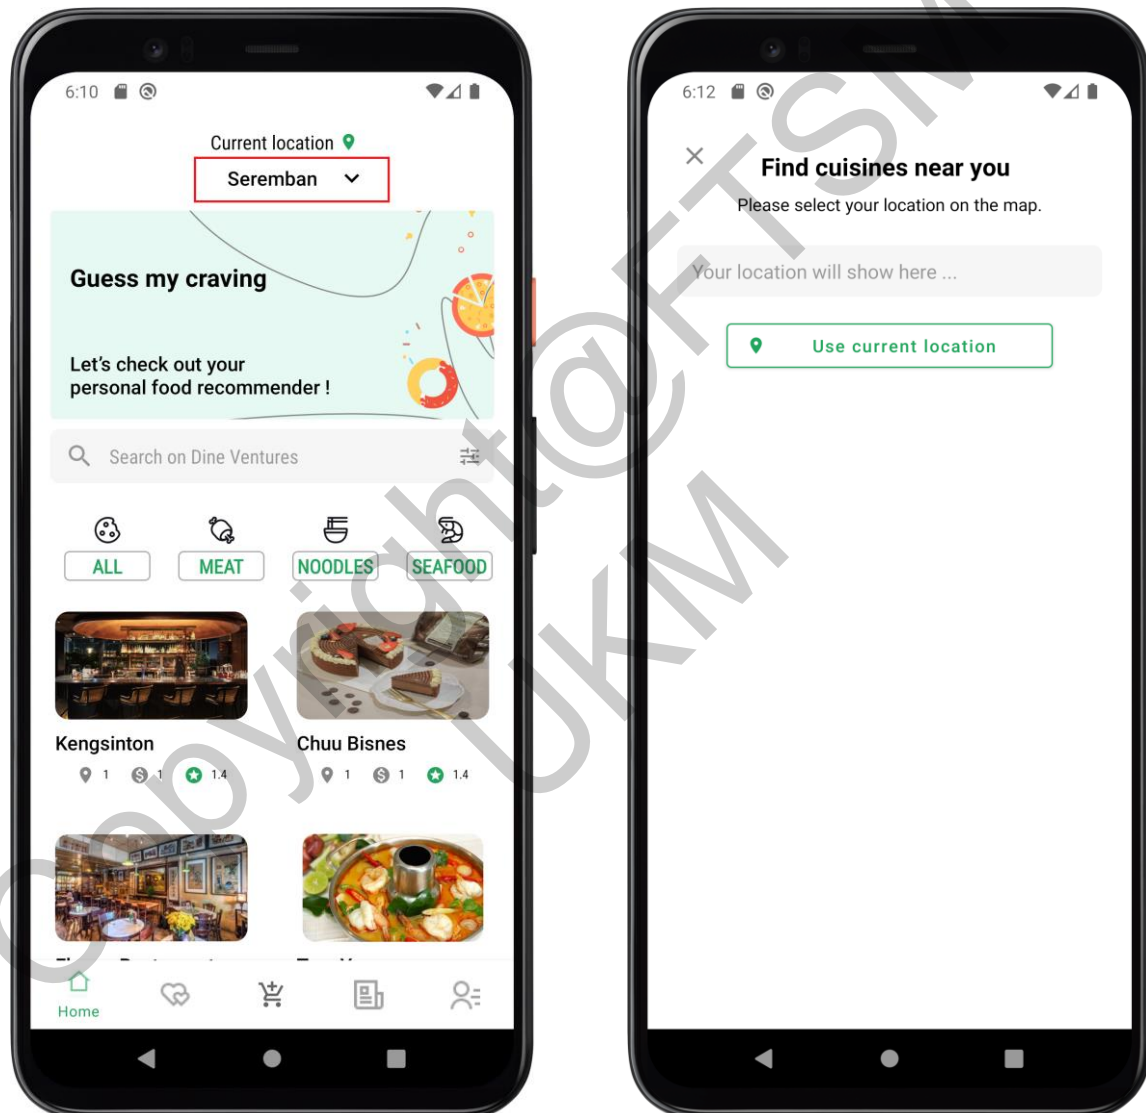 6:10
Current location
Seremban
Guess my craving
Let's check out your
personal food recommender !
Search on Dine Ventures
ALL MEAT NOODLES SEAFOOD
Kengsinton Chuu Bisnes
1 1 1.4 1 1 1.4
Home
6:12
Find cuisines near you
Please select your location on the map.
Your location will show here ...
Use current location
Copyright@FTSM
UKM